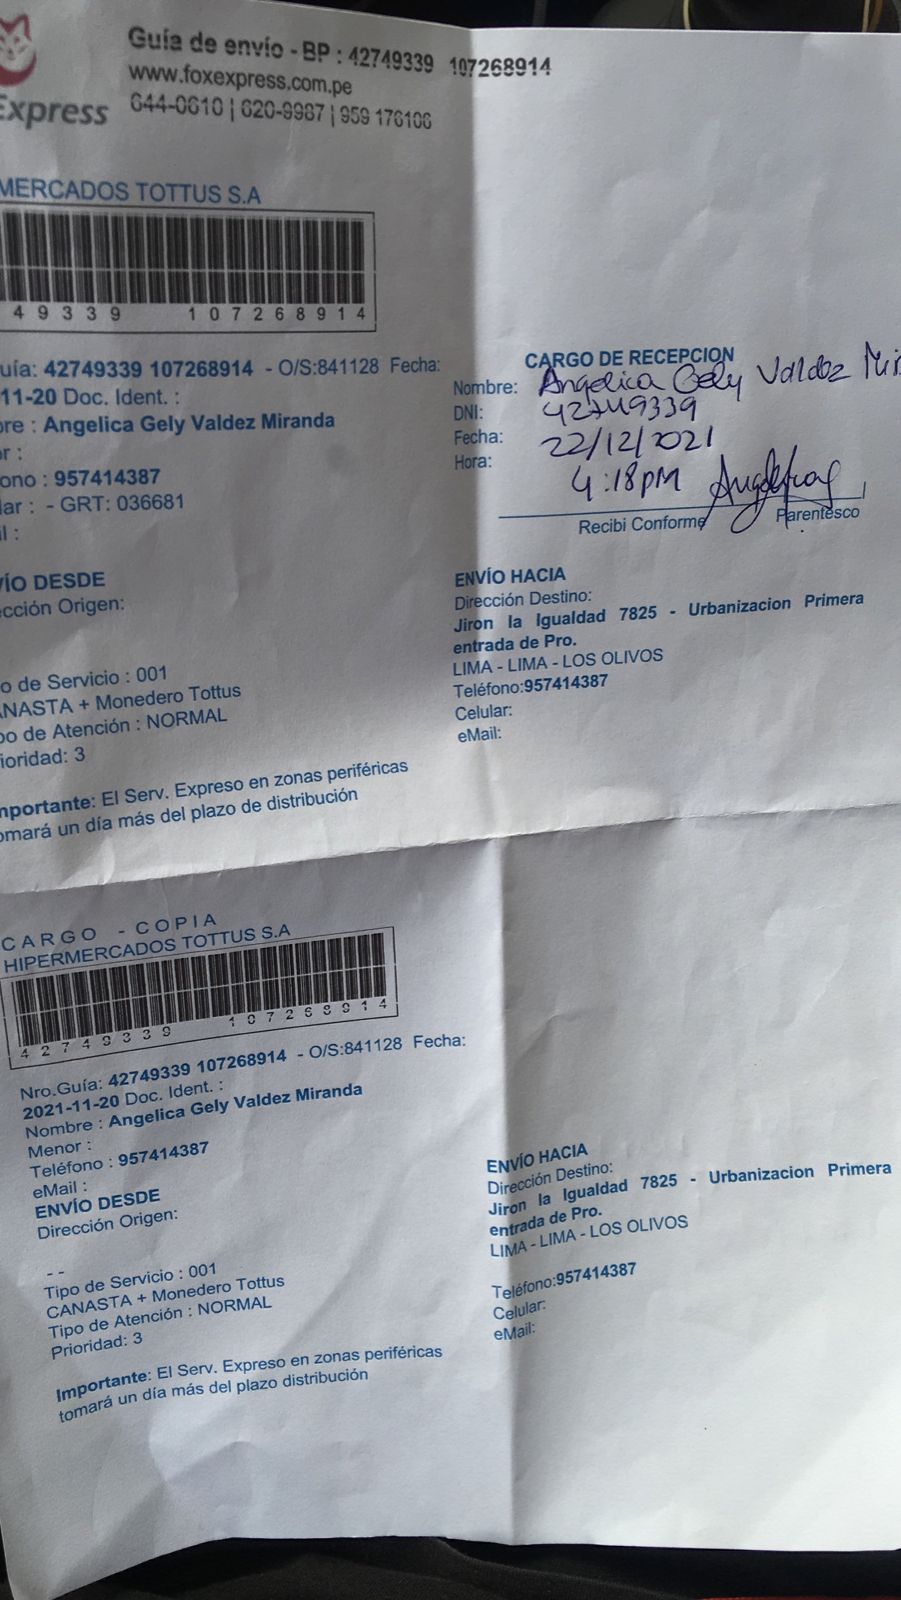 Guía de envío - BP : 42749339 107268914
www.foxexpress.com.pe
Express
644-0610 | 620-9987 | 959 176106
MERCADOS TOTTUS S.A
49339 107268914
uía: 42749339 107268914 - O/S:841128 Fecha:
11-20 Doc. Ident. :
bre : Angelica Gely Valdez Miranda
or :
ono : 957414387
lar : - GRT: 036681
il :
CARGO DE RECEPCION
Nombre: Angelica Gely Valdez Mir
DNI: 42749339
Fecha: 22/12/2021
Hora: 4:18pm
Recibi Conforme Parentesco
ÍO DESDE
cción Origen:
o de Servicio : 001
NASTA + Monedero Tottus
po de Atención : NORMAL
ioridad: 3
mportante: El Serv. Expreso en zonas periféricas
omará un día más del plazo de distribución
ENVÍO HACIA
Dirección Destino:
Jiron la Igualdad 7825 - Urbanizacion Primera
entrada de Pro.
LIMA - LIMA - LOS OLIVOS
Teléfono:957414387
Celular:
eMail:
CARGO - COPIA
HIPERMERCADOS TOTTUS S.A
42749339 107268914
Nro.Guía: 42749339 107268914 - O/S:841128 Fecha:
2021-11-20 Doc. Ident. :
Nombre : Angelica Gely Valdez Miranda
Menor :
Teléfono : 957414387
eMail :
ENVÍO DESDE
Dirección Origen:
- -
Tipo de Servicio : 001
CANASTA + Monedero Tottus
Tipo de Atención : NORMAL
Prioridad: 3
Importante: El Serv. Expreso en zonas periféricas
tomará un día más del plazo distribución
ENVÍO HACIA
Dirección Destino:
Jiron la Igualdad 7825 - Urbanizacion Primera
entrada de Pro.
LIMA - LIMA - LOS OLIVOS
Teléfono:957414387
Celular:
eMail: